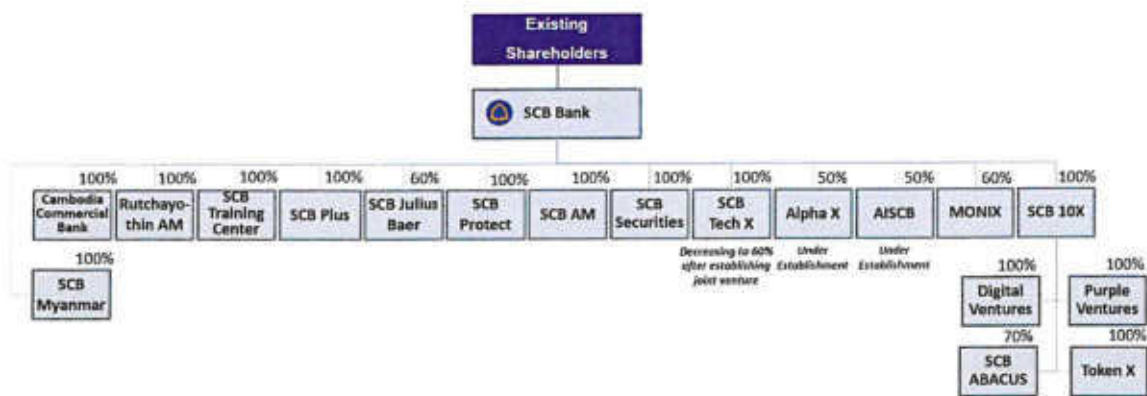 Existing
Shareholders
SCB Bank
100%
100%
100%
100%
60%
100%
100%
100%
100%
50%
50%
60%
100%
Cambodia
Commercial
Bank
Rutchayo-
thin AM
SCB
Training
Center
SCB Plus
SCB Julius
Baer
SCB
Protect
SCB AM
SCB
Securities
SCB
Tech X
Alpha X
AISCB
MONIX
SCB 10X
Decreasing to 60%
after establishing
joint venture
Under
Establishment
Under
Establishment
100%
SCB
Myanmar
100%
Digital
Ventures
100%
Purple
Ventures
70%
SCB
ABACUS
100%
Token X